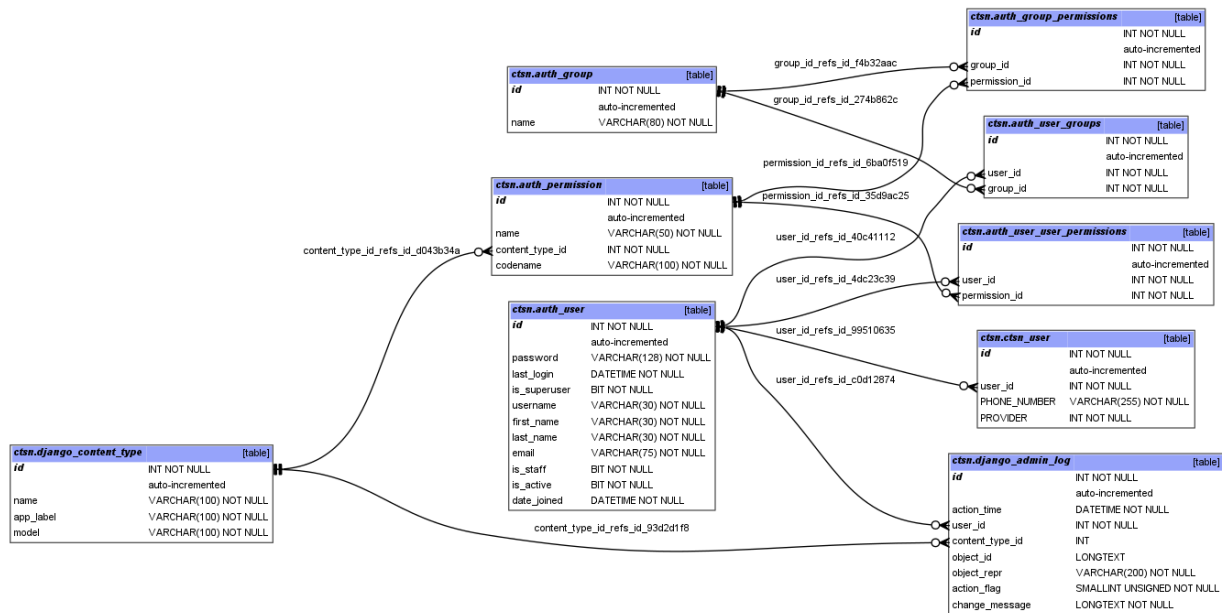 ctsn.auth_group_permissions [table]
id INT NOT NULL
auto-incremented
group_id INT NOT NULL
permission_id INT NOT NULL
ctsn.auth_group [table]
id INT NOT NULL
auto-incremented
name VARCHAR(80) NOT NULL
group_id_refs_id_f4b32aac
group_id_refs_id_274b862c
ctsn.auth_user_groups [table]
id INT NOT NULL
auto-incremented
user_id INT NOT NULL
group_id INT NOT NULL
permission_id_refs_id_6ba0f519
permission_id_refs_id_35d9ac25
ctsn.auth_permission [table]
id INT NOT NULL
auto-incremented
name VARCHAR(50) NOT NULL
content_type_id INT NOT NULL
codename VARCHAR(100) NOT NULL
content_type_id_refs_id_d043b34a
user_id_refs_id_40c41112
user_id_refs_id_4dc23c39
user_id_refs_id_99510635
user_id_refs_id_c0d12874
ctsn.auth_user_user_permissions [table]
id INT NOT NULL
auto-incremented
user_id INT NOT NULL
permission_id INT NOT NULL
ctsn.auth_user [table]
id INT NOT NULL
auto-incremented
password VARCHAR(128) NOT NULL
last_login DATETIME NOT NULL
is_superuser BIT NOT NULL
username VARCHAR(30) NOT NULL
first_name VARCHAR(30) NOT NULL
last_name VARCHAR(30) NOT NULL
email VARCHAR(75) NOT NULL
is_staff BIT NOT NULL
is_active BIT NOT NULL
date_joined DATETIME NOT NULL
ctsn.ctsn_user [table]
id INT NOT NULL
auto-incremented
user_id INT NOT NULL
PHONE_NUMBER VARCHAR(255) NOT NULL
PROVIDER INT NOT NULL
ctsn.django_content_type [table]
id INT NOT NULL
auto-incremented
name VARCHAR(100) NOT NULL
app_label VARCHAR(100) NOT NULL
model VARCHAR(100) NOT NULL
content_type_id_refs_id_93d2d1f8
ctsn.django_admin_log [table]
id INT NOT NULL
auto-incremented
action_time DATETIME NOT NULL
user_id INT NOT NULL
content_type_id INT
object_id LONGTEXT
object_repr VARCHAR(200) NOT NULL
action_flag SMALLINT UNSIGNED NOT NULL
change_message LONGTEXT NOT NULL